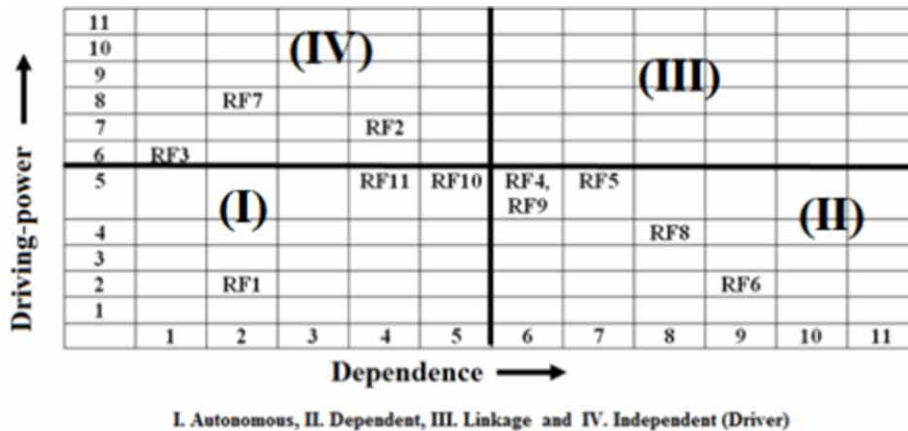 11
10 (IV)
9 (III)
8 RF7
7 RF2
6 RF3
5 RF11 RF10 RF4, RF5
RF9
(I) (II)
4 RF8
3
2 RF1 RF6
1
1 2 3 4 5 6 7 8 9 10 11
Driving-power
Dependence
I. Autonomous, II. Dependent, III. Linkage and IV. Independent (Driver)